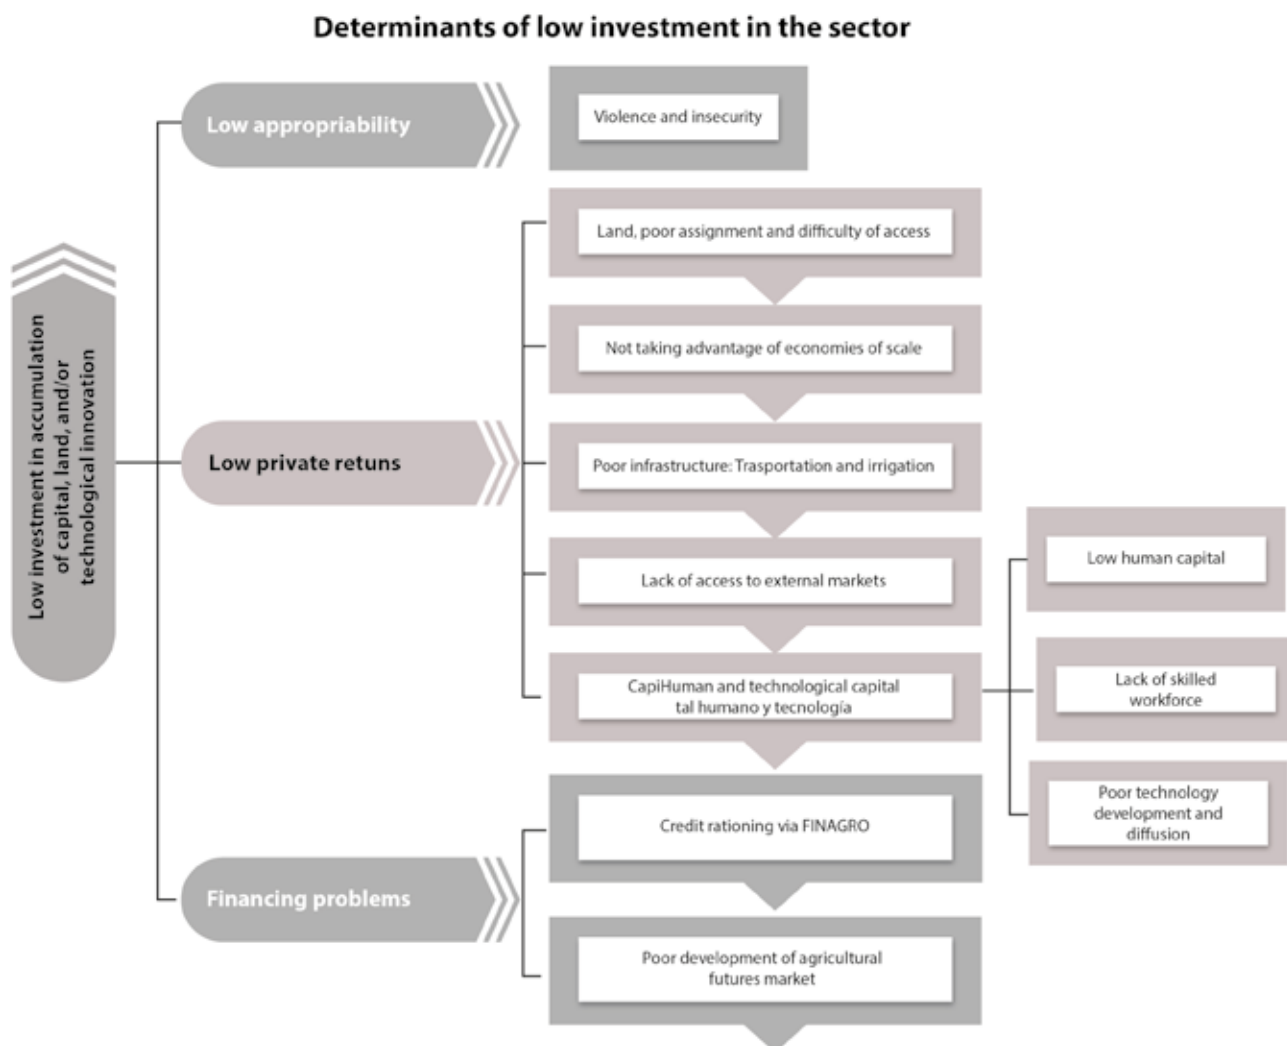 Determinants of low investment in the sector
Low appropriability
Violence and insecurity
Land, poor assignment and difficulty of access
Not taking advantage of economies of scale
Low investment in accumulation
of capital, land, and/or
technological innovation
Low private retuns
Poor infrastructure: Trasportation and irrigation
Lack of access to external markets
CapiHuman and technological capital
tal humano y tecnología
Low human capital
Lack of skilled
workforce
Poor technology
development and
diffusion
Financing problems
Credit rationing via FINAGRO
Poor development of agricultural
futures market